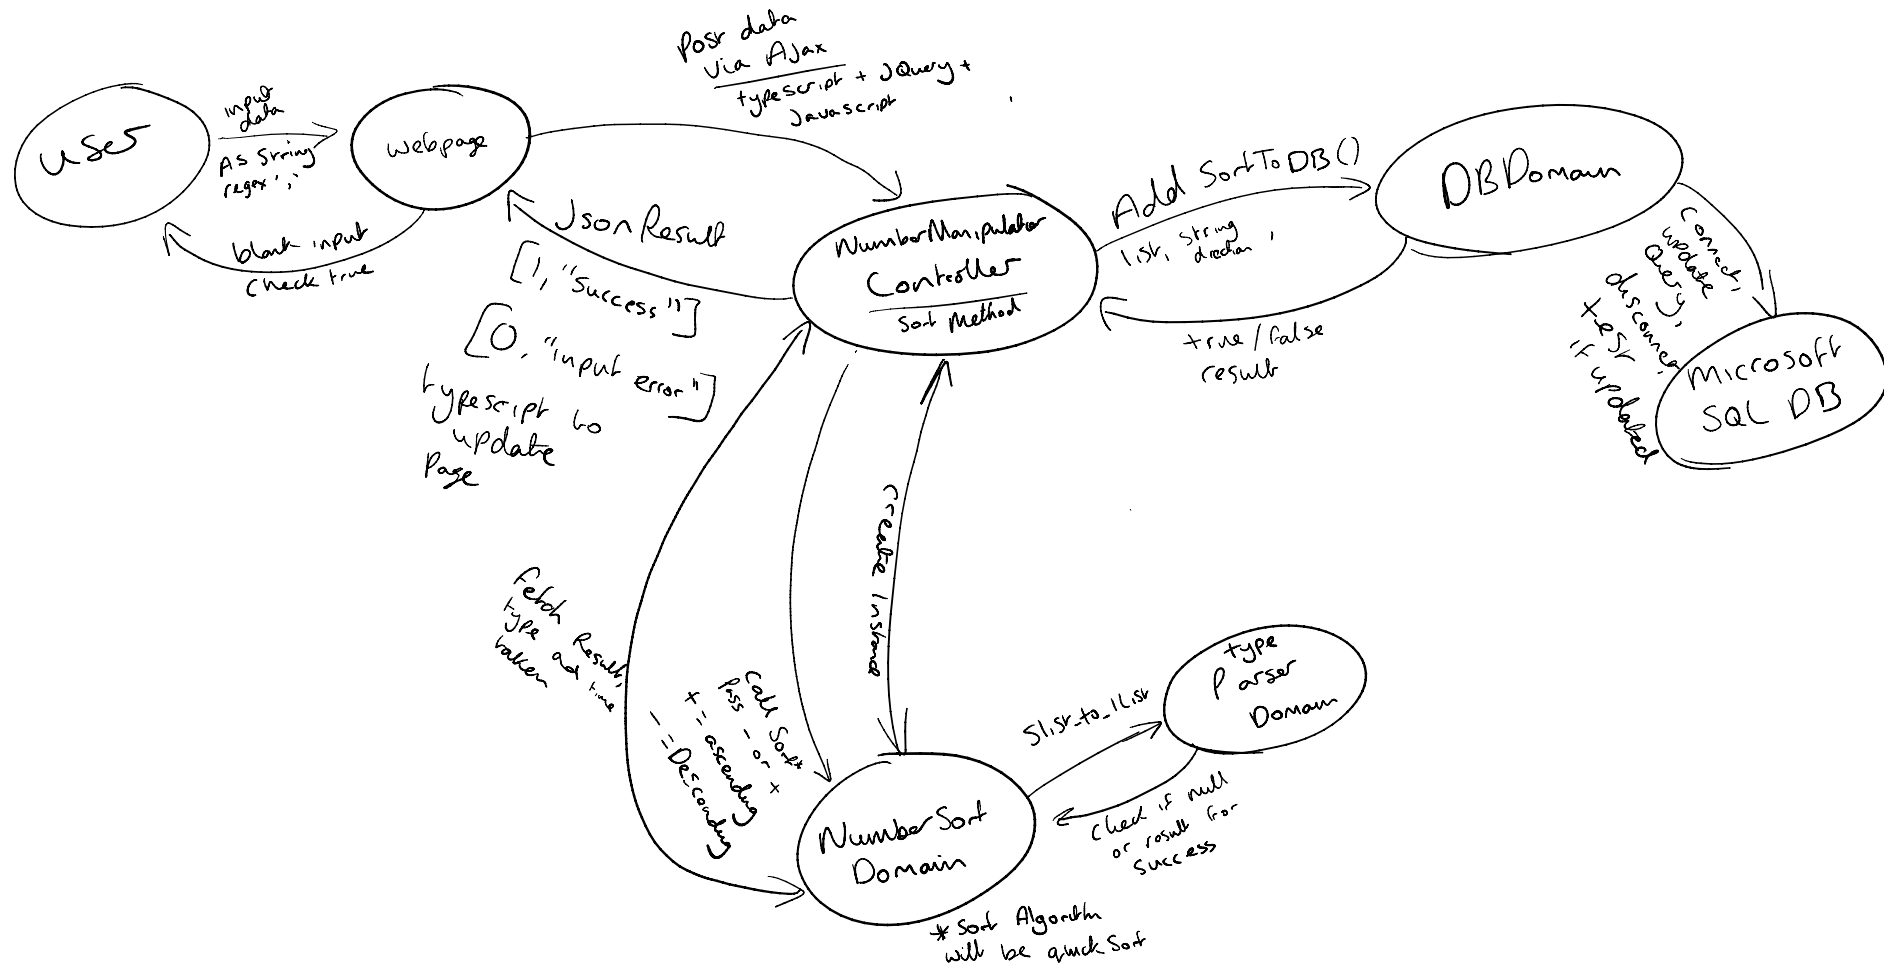 user
input
data
As String
regex ','
webpage
blank input
check true
Post data
via AJax
typescript + JQuery +
Javascript
JsonResult
[1, "Success"]
[0, "input error"]
typescript to
update
page
NumberManipulator
Controller
Sort Method
Add SortToDB()
list, string
direction,
true/false
result
DBDomain
Connect,
update
Query,
disconnect
test
if updated
Microsoft
SQL DB
Create Instance
Fetch Result,
type and time
taken
Call Sort*
pass - or +
+ = ascending
- = Descending
NumberSort
Domain
* Sort Algorithm
will be quickSort
Slist_to_IList
type
Parser
Domain
Check if null
or result for
success